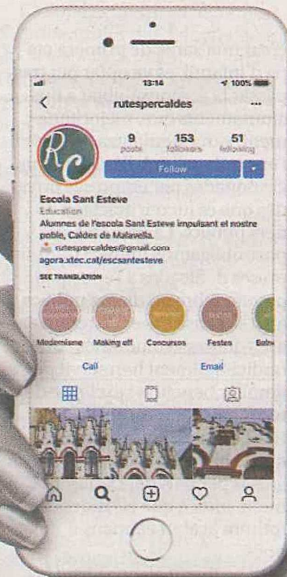 13:14
100%
rutespercaldes
...
RC
9 153 51
posts followers following
Follow
Escola Sant Esteve
Education
Alumnes de l'escola Sant Esteve impulsant el nostre
poble, Caldes de Malavella.
rutespercaldes@gmail.com
agora.xtec.cat/escsantesteve
SEE TRANSLATION
Modernisme Making off Concursos Festes
Call Email